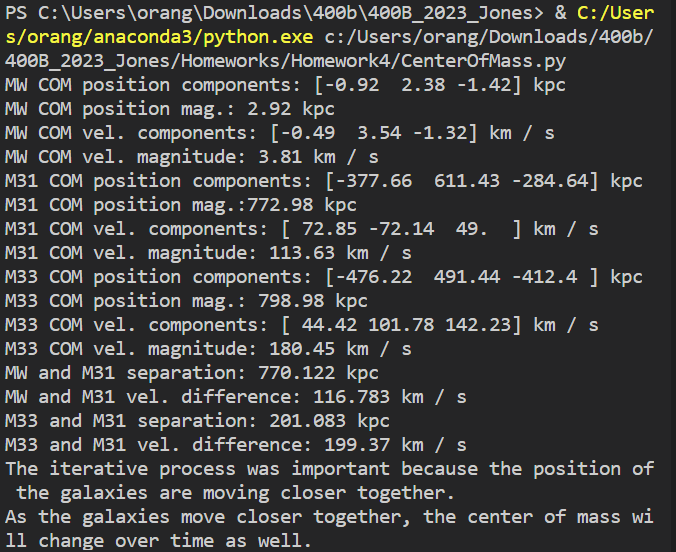 PS C:\Users\orang\Downloads\400b\400B_2023_Jones> & C:/User
s/orang/anaconda3/python.exe c:/Users/orang/Downloads/400b/
400B_2023_Jones/Homeworks/Homework4/CenterOfMass.py
MW COM position components: [-0.92  2.38 -1.42] kpc
MW COM position mag.: 2.92 kpc
MW COM vel. components: [-0.49  3.54 -1.32] km / s
MW COM vel. magnitude: 3.81 km / s
M31 COM position components: [-377.66  611.43 -284.64] kpc
M31 COM position mag.:772.98 kpc
M31 COM vel. components: [ 72.85 -72.14  49.  ] km / s
M31 COM vel. magnitude: 113.63 km / s
M33 COM position components: [-476.22  491.44 -412.4 ] kpc
M33 COM position mag.: 798.98 kpc
M33 COM vel. components: [ 44.42 101.78 142.23] km / s
M33 COM vel. magnitude: 180.45 km / s
MW and M31 separation: 770.122 kpc
MW and M31 vel. difference: 116.783 km / s
M33 and M31 separation: 201.083 kpc
M33 and M31 vel. difference: 199.37 km / s
The iterative process was important because the position of
 the galaxies are moving closer together.
As the galaxies move closer together, the center of mass wi
ll change over time as well.